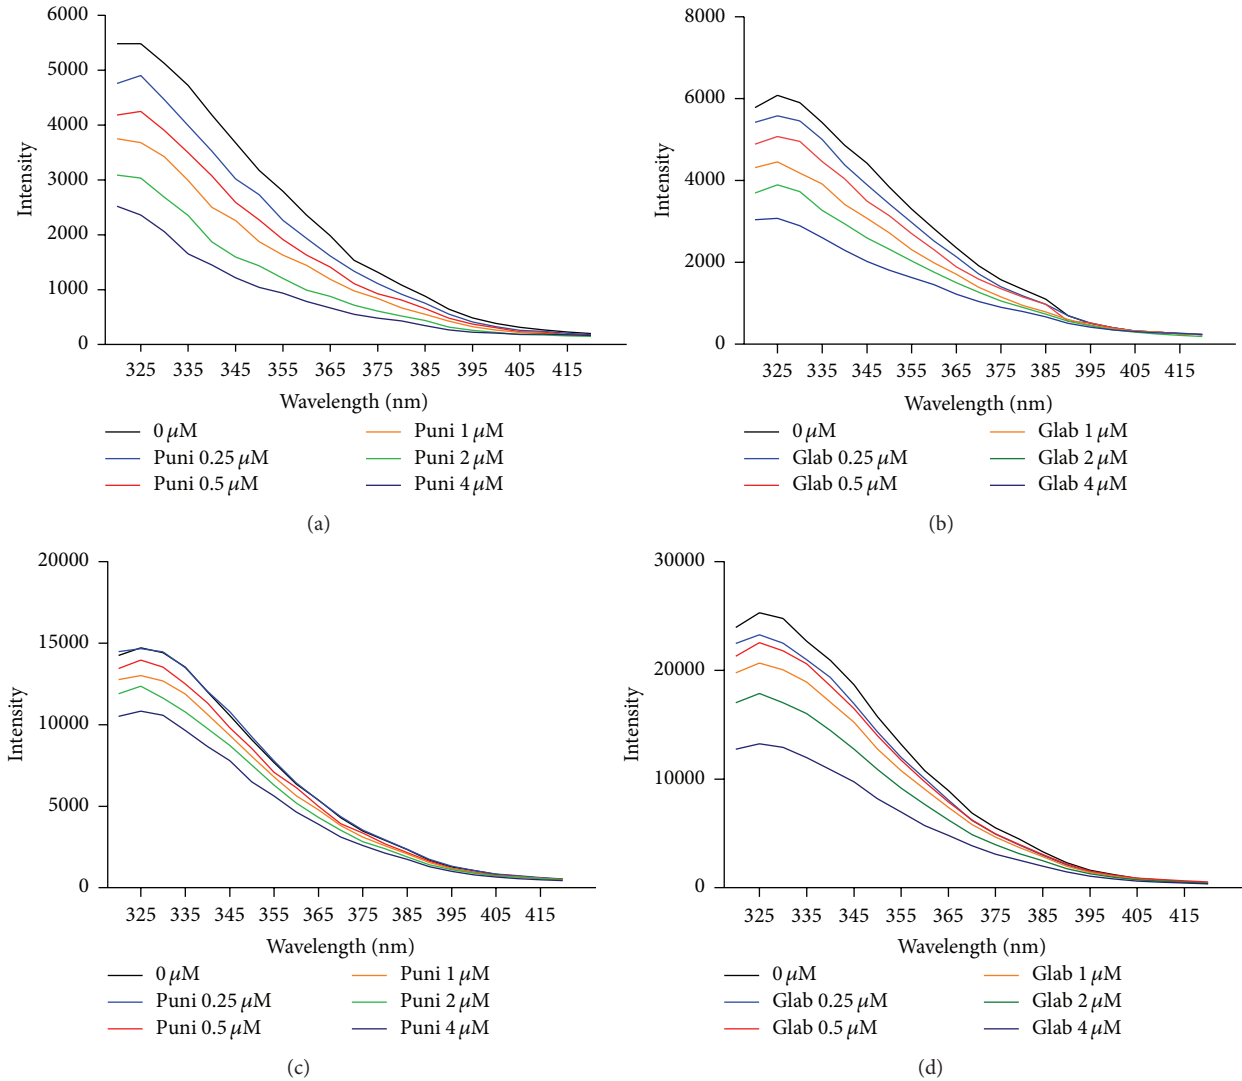 6000
5000
4000
3000
2000
1000
0
Intensity
325 335 345 355 365 375 385 395 405 415
Wavelength (nm)
0 μM
Puni 0.25 μM
Puni 0.5 μM
Puni 1 μM
Puni 2 μM
Puni 4 μM
(a)
8000
6000
4000
2000
0
Intensity
325 335 345 355 365 375 385 395 405 415
Wavelength (nm)
0 μM
Glab 0.25 μM
Glab 0.5 μM
Glab 1 μM
Glab 2 μM
Glab 4 μM
(b)
20000
15000
10000
5000
0
Intensity
325 335 345 355 365 375 385 395 405 415
Wavelength (nm)
0 μM
Puni 0.25 μM
Puni 0.5 μM
Puni 1 μM
Puni 2 μM
Puni 4 μM
(c)
30000
20000
10000
0
Intensity
325 335 345 355 365 375 385 395 405 415
Wavelength (nm)
0 μM
Glab 0.25 μM
Glab 0.5 μM
Glab 1 μM
Glab 2 μM
Glab 4 μM
(d)